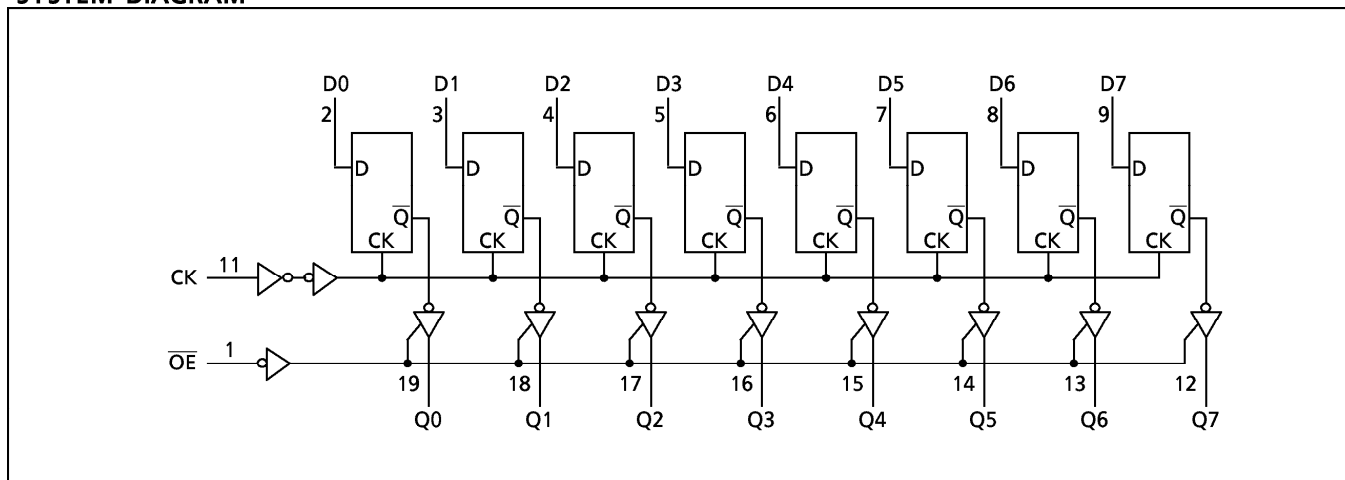 SYSTEM DIAGRAM
D0 D1 D2 D3 D4 D5 D6 D7
2 3 4 5 6 7 8 9
D D D D D D D D
Q̅ Q̅ Q̅ Q̅ Q̅ Q̅ Q̅ Q̅
CK CK CK CK CK CK CK CK
CK 11
O̅E̅ 1
19 18 17 16 15 14 13 12
Q0 Q1 Q2 Q3 Q4 Q5 Q6 Q7